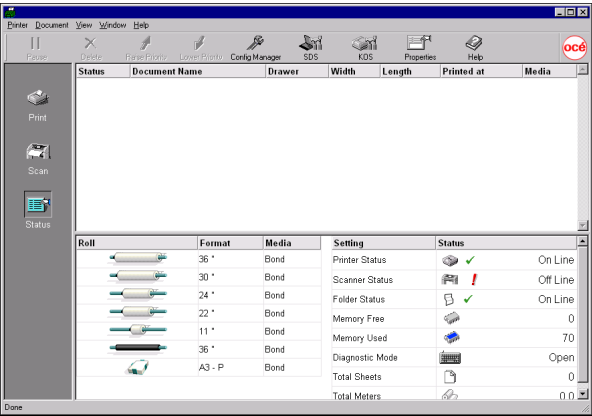 Printer Document View Window Help
Pause Delete Raise Priority Lower Priority Config Manager SDS KOS Properties Help
océ
Status Document Name Drawer Width Length Printed at Media
Print
Scan
Status
Roll Format Media
36 " Bond
30 " Bond
24 " Bond
22 " Bond
11 " Bond
36 " Bond
A3 - P Bond
Setting Status
Printer Status On Line
Scanner Status Off Line
Folder Status On Line
Memory Free 0
Memory Used 70
Diagnostic Mode Open
Total Sheets 0
Total Meters 0.0
Done